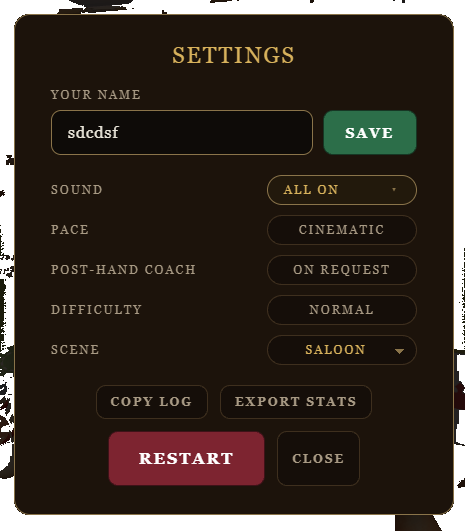 SETTINGS
YOUR NAME
sdcdsf SAVE
SOUND ALL ON
PACE CINEMATIC
POST-HAND COACH ON REQUEST
DIFFICULTY NORMAL
SCENE SALOON
COPY LOG EXPORT STATS
RESTART CLOSE